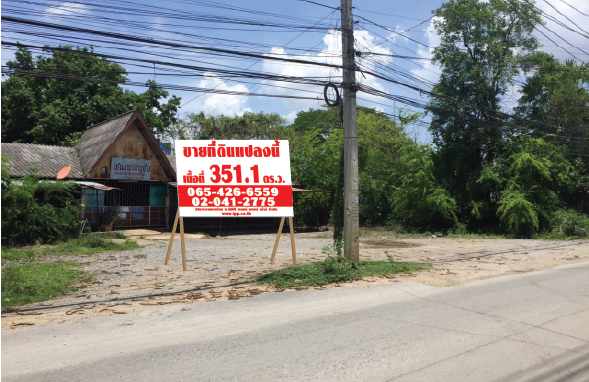 ขายที่ดินแปลงนี้
เนื้อที่ 351.1 ตร.ว.
065-426-6559
02-041-2775